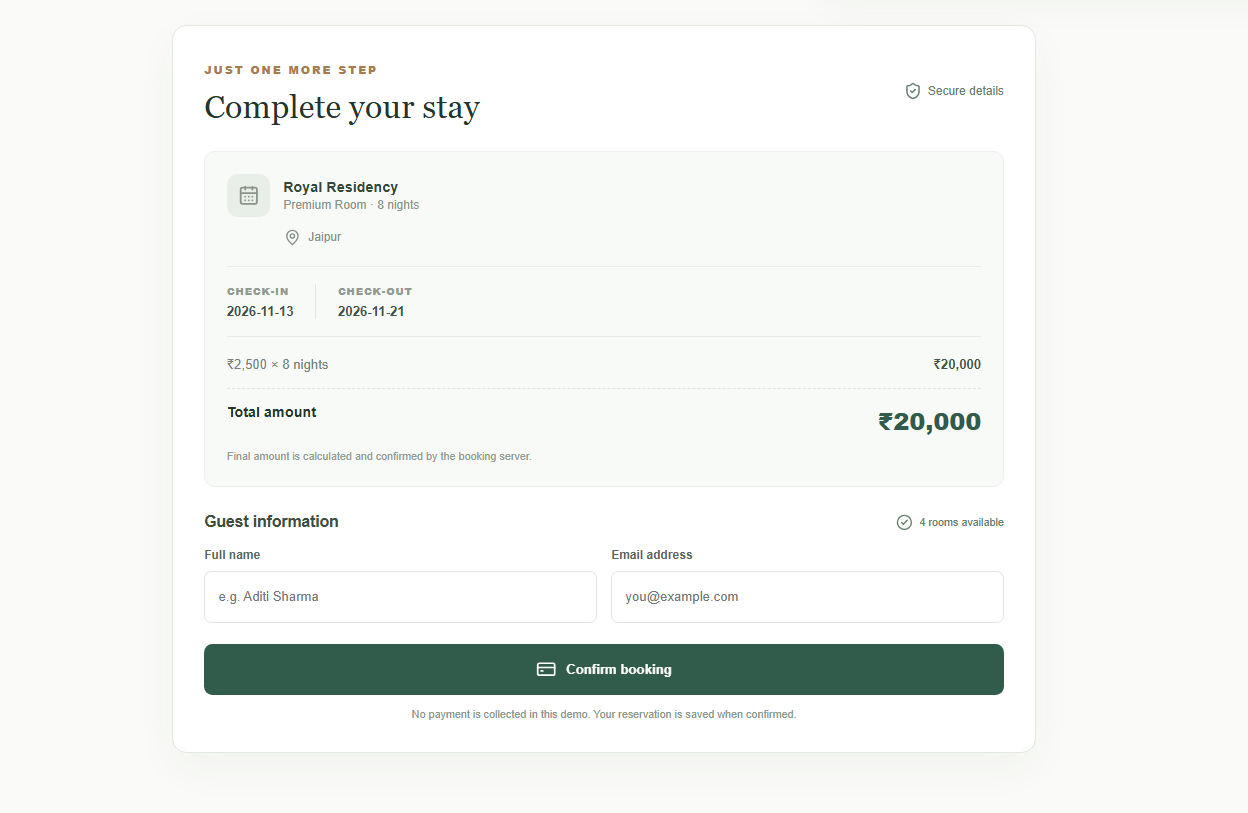 JUST ONE MORE STEP
Complete your stay
Secure details
Royal Residency
Premium Room · 8 nights
Jaipur
CHECK-IN
2026-11-13
CHECK-OUT
2026-11-21
₹2,500 × 8 nights
₹20,000
Total amount
₹20,000
Final amount is calculated and confirmed by the booking server.
Guest information
4 rooms available
Full name
e.g. Aditi Sharma
Email address
you@example.com
Confirm booking
No payment is collected in this demo. Your reservation is saved when confirmed.